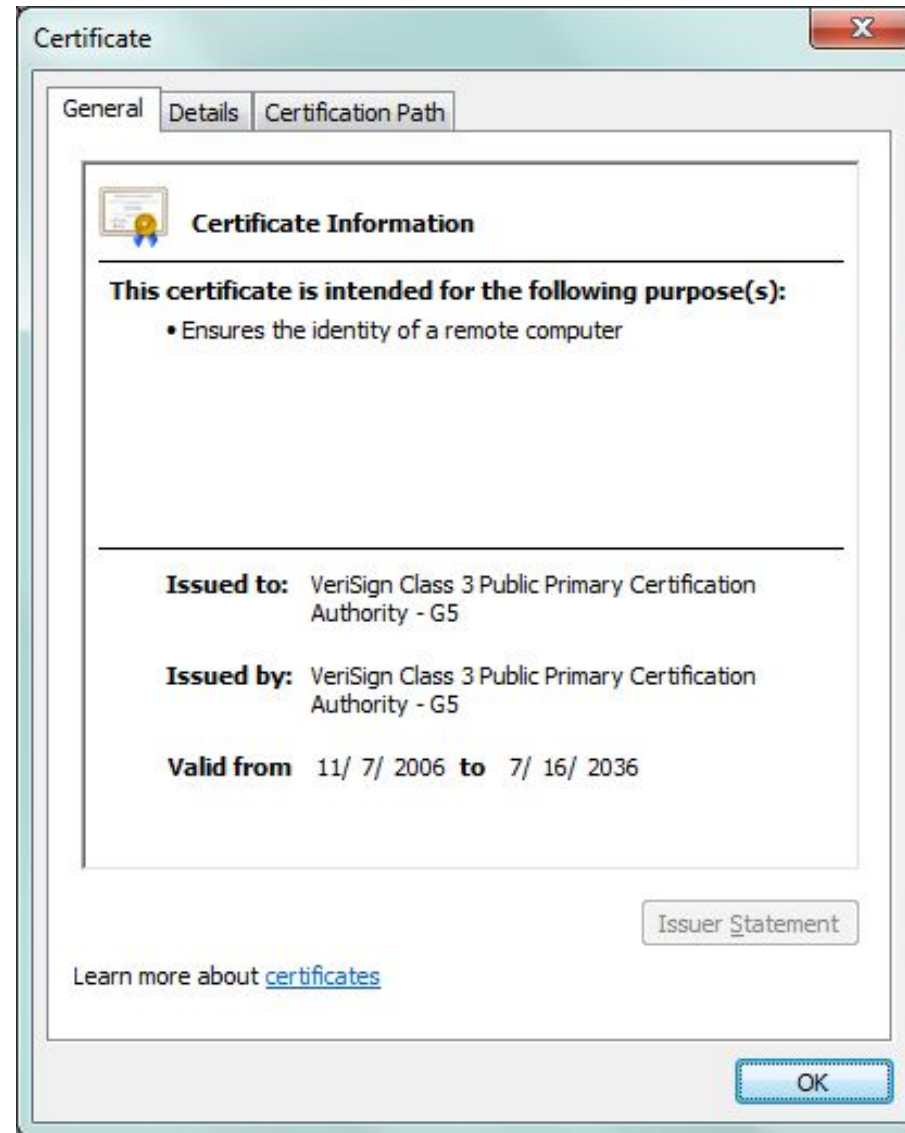 Certificate
General Details Certification Path
Certificate Information
This certificate is intended for the following purpose(s):
• Ensures the identity of a remote computer
Issued to: VeriSign Class 3 Public Primary Certification
Authority - G5
Issued by: VeriSign Class 3 Public Primary Certification
Authority - G5
Valid from 11/ 7/ 2006 to 7/ 16/ 2036
Issuer Statement
Learn more about certificates
OK